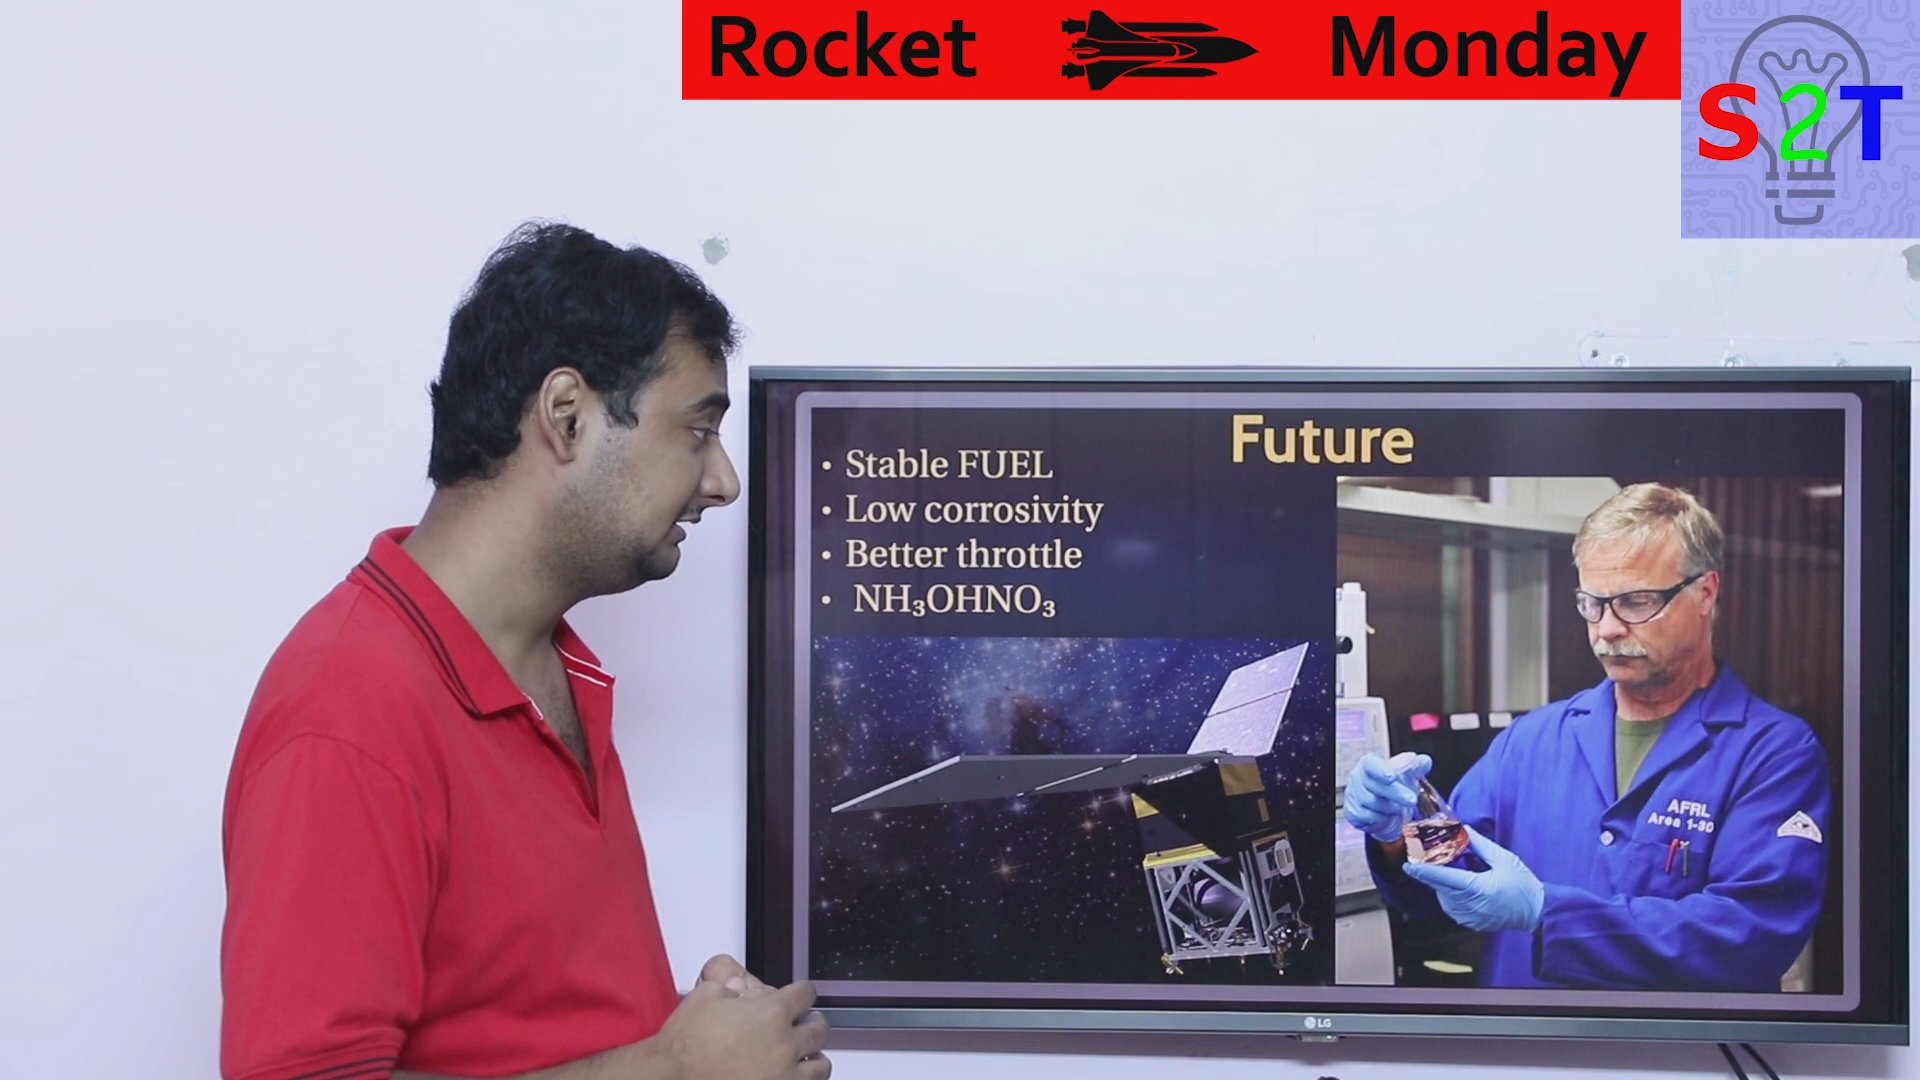 Rocket Monday
S2T
Future
• Stable FUEL
• Low corrosivity
• Better throttle
• NH₃OHNO₃
AFRL
Area 1-30
LG